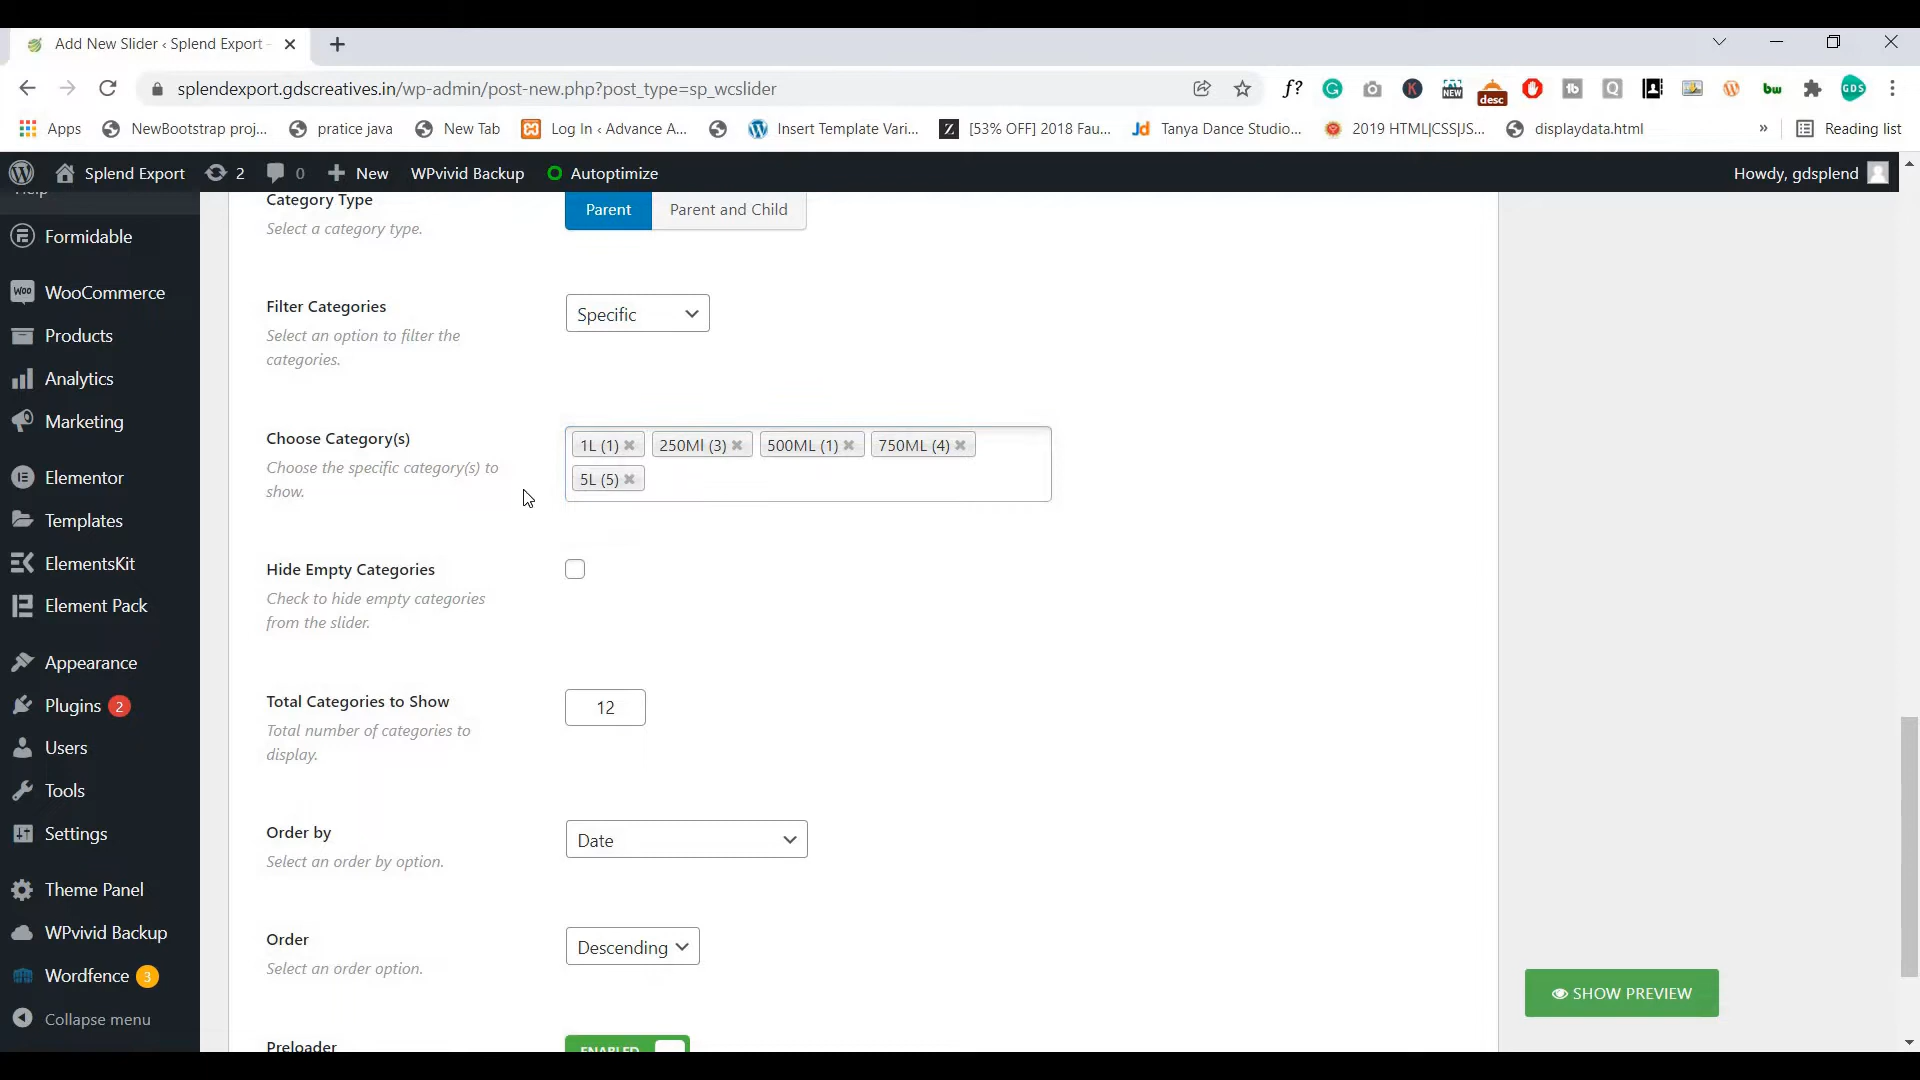 Add New Slider ‹ Splend Export -
splendexport.gdscreatives.in/wp-admin/post-new.php?post_type=sp_wcslider
f?
NEW
desc
bw
GDS
Apps
NewBootstrap proj...
pratice java
New Tab
Log In ‹ Advance A...
Insert Template Vari...
[53% OFF] 2018 Fau...
Tanya Dance Studio...
2019 HTML|CSS|JS...
displaydata.html
»
Reading list
Splend Export
2
0
New
WPvivid Backup
Autoptimize
Howdy, gdsplend
Formidable
WooCommerce
Products
Analytics
Marketing
Elementor
Templates
ElementsKit
Element Pack
Appearance
Plugins 2
Users
Tools
Settings
Theme Panel
WPvivid Backup
Wordfence 3
Collapse menu
Category Type
Select a category type.
Parent
Parent and Child
Filter Categories
Select an option to filter the
categories.
Specific
Choose Category(s)
Choose the specific category(s) to
show.
1L (1) 250Ml (3) 500ML (1) 750ML (4)
5L (5)
Hide Empty Categories
Check to hide empty categories
from the slider.
Total Categories to Show
Total number of categories to
display.
12
Order by
Select an order by option.
Date
Order
Select an order option.
Descending
Preloader
ENABLED
SHOW PREVIEW